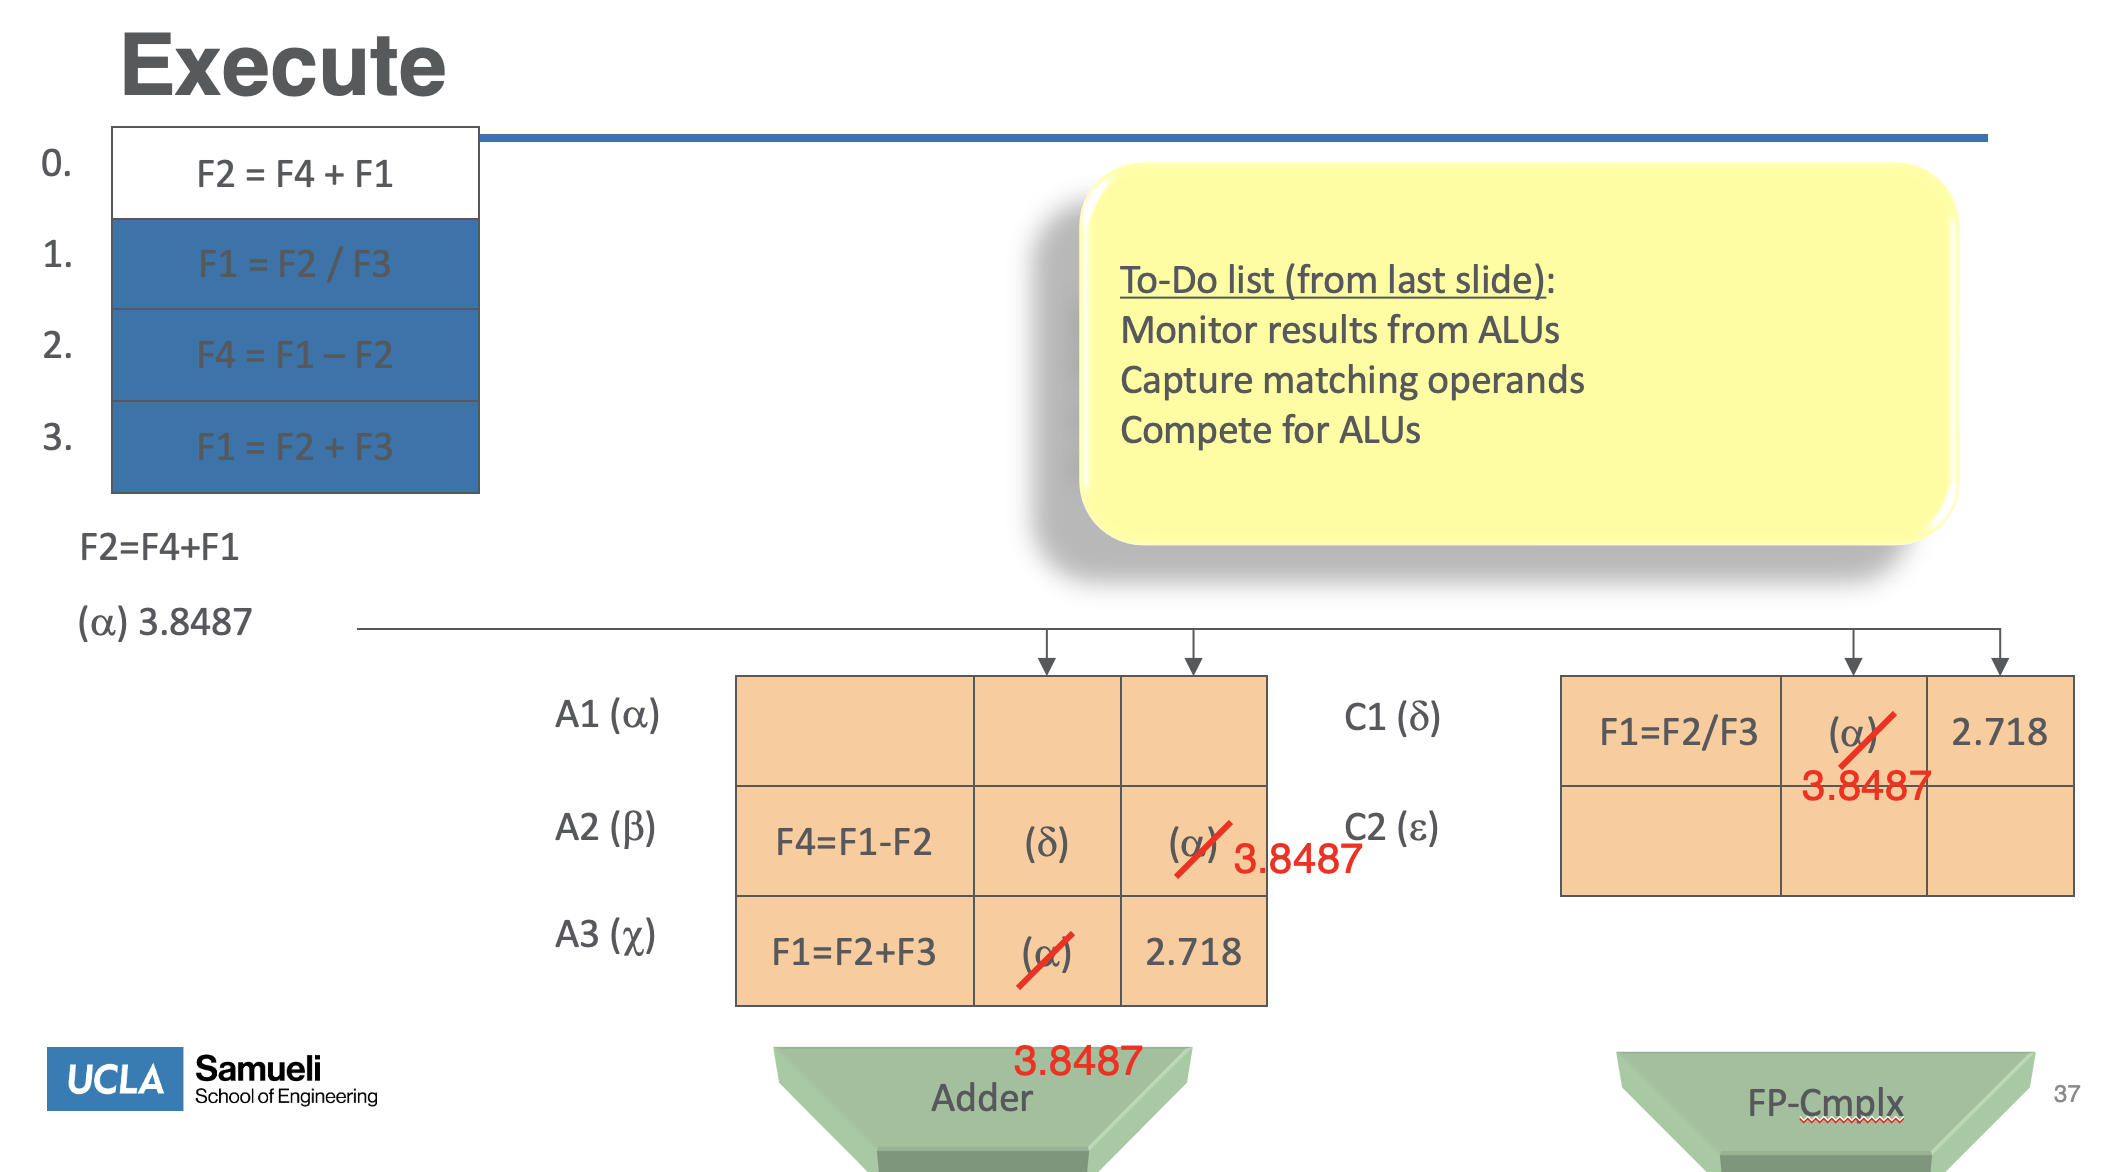 Execute
0.
F2 = F4 + F1
1.
F1 = F2 / F3
2.
F4 = F1 – F2
3.
F1 = F2 + F3
To-Do list (from last slide):
Monitor results from ALUs
Capture matching operands
Compete for ALUs
F2=F4+F1
(α) 3.8487
A1 (α)
A2 (β)
F4=F1-F2
(δ)
(α)
3.8487
A3 (χ)
F1=F2+F3
(α)
2.718
3.8487
Adder
C1 (δ)
F1=F2/F3
(α)
2.718
3.8487
C2 (ε)
FP-Cmplx
UCLA
Samueli
School of Engineering
37